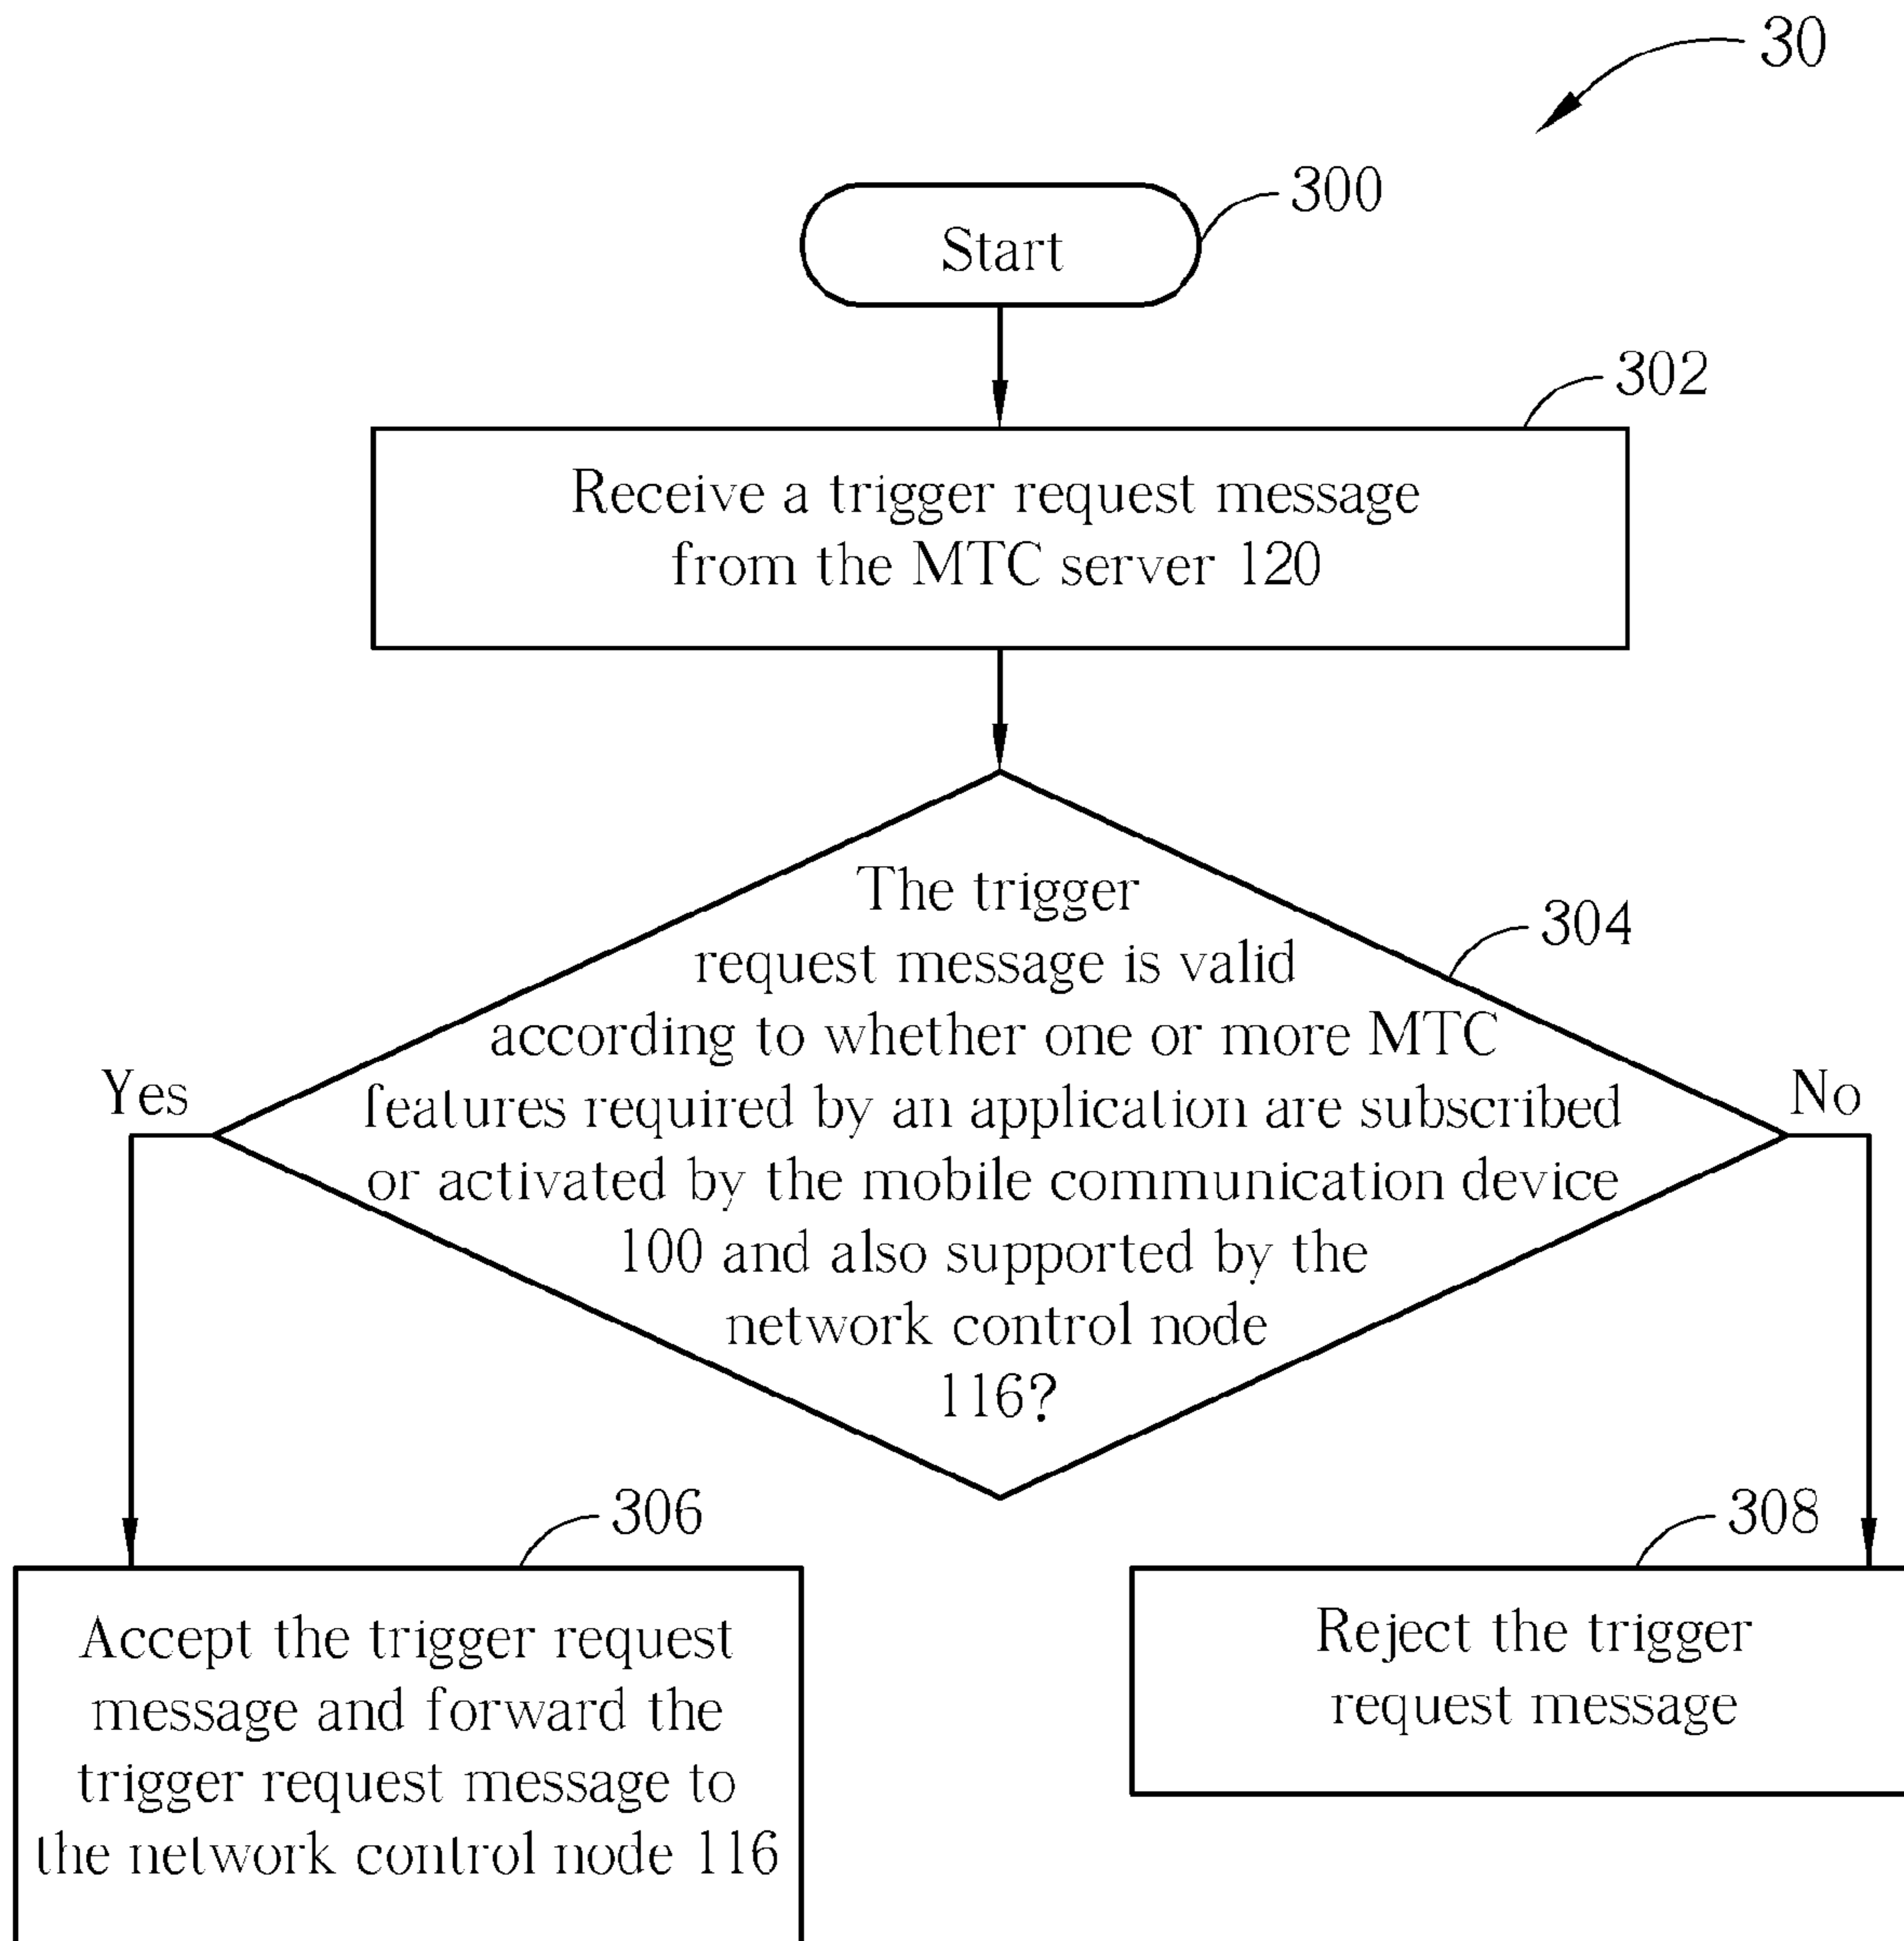 30
300
Start
302
Receive a trigger request message
from the MTC server 120
304
The trigger
request message is valid
according to whether one or more MTC
features required by an application are subscribed
or activated by the mobile communication device
100 and also supported by the
network control node
116?
Yes
No
306
Accept the trigger request
message and forward the
trigger request message to
the network control node 116
308
Reject the trigger
request message